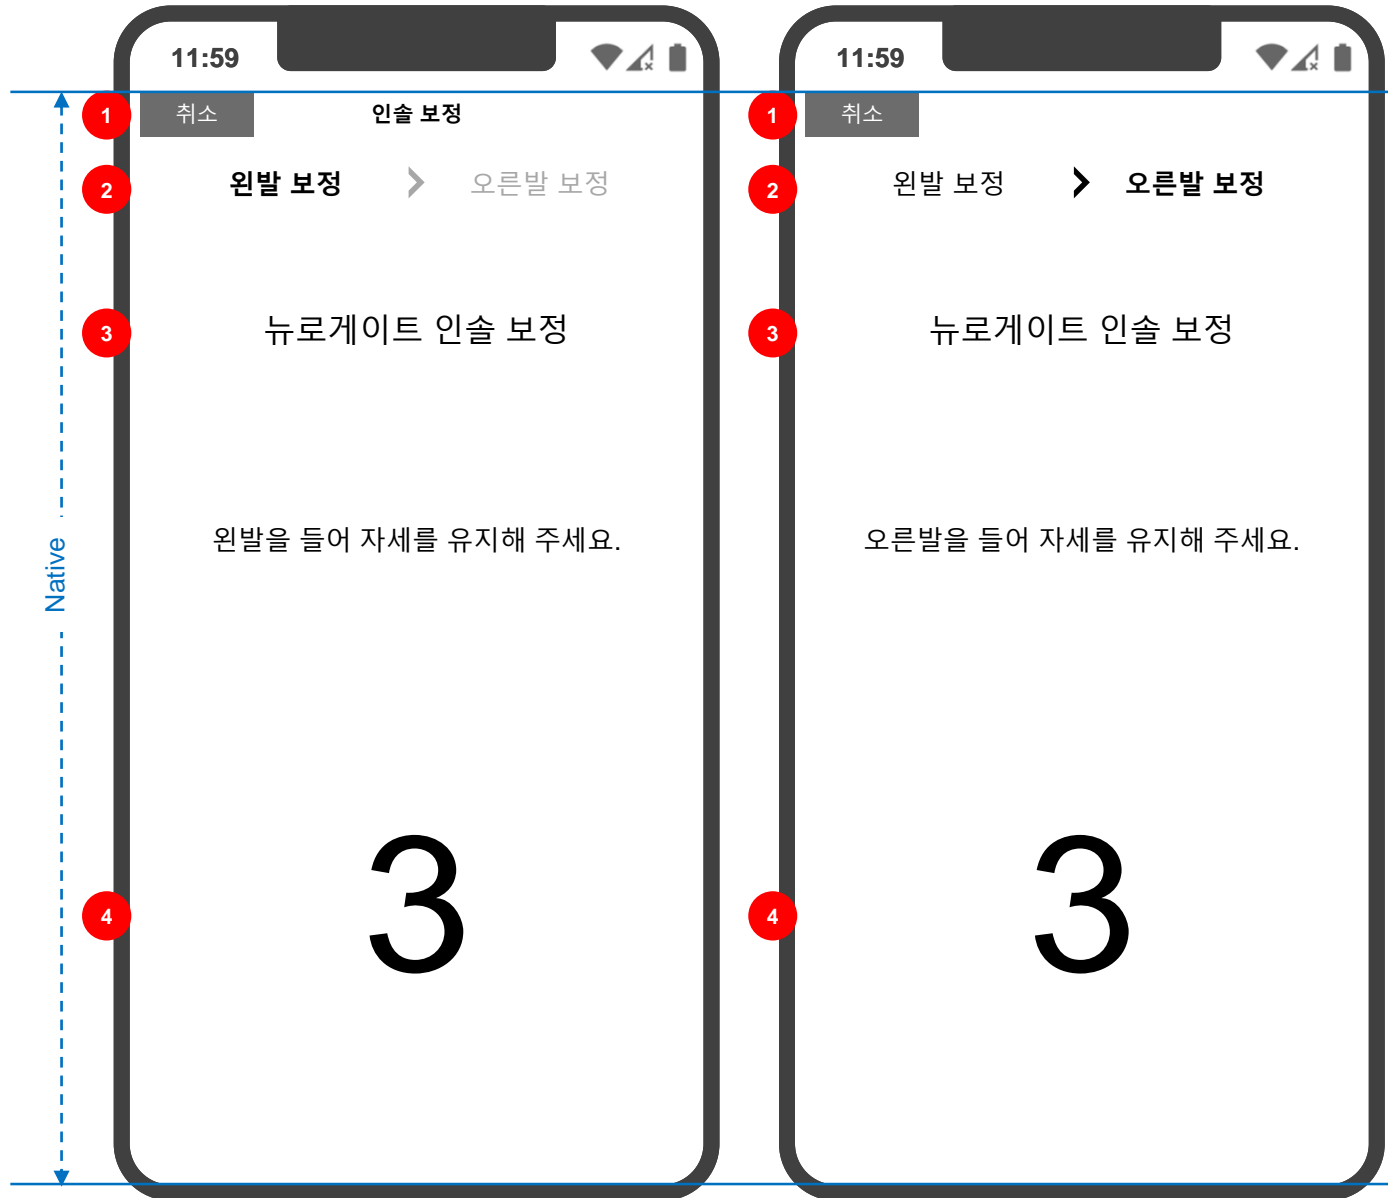 11:59
1
취소
인솔 보정
2
왼발 보정
오른발 보정
3
뉴로게이트 인솔 보정
왼발을 들어 자세를 유지해 주세요.
Native
4
3
11:59
1
취소
2
왼발 보정
오른발 보정
3
뉴로게이트 인솔 보정
오른발을 들어 자세를 유지해 주세요.
4
3